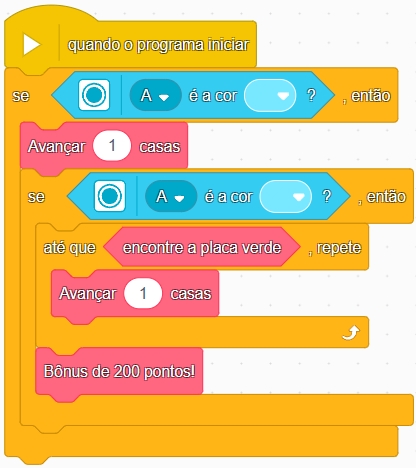 quando o programa iniciar
se A é a cor ? , então
Avançar 1 casas
se A é a cor ? , então
até que encontre a placa verde , repete
Avançar 1 casas
Bônus de 200 pontos!